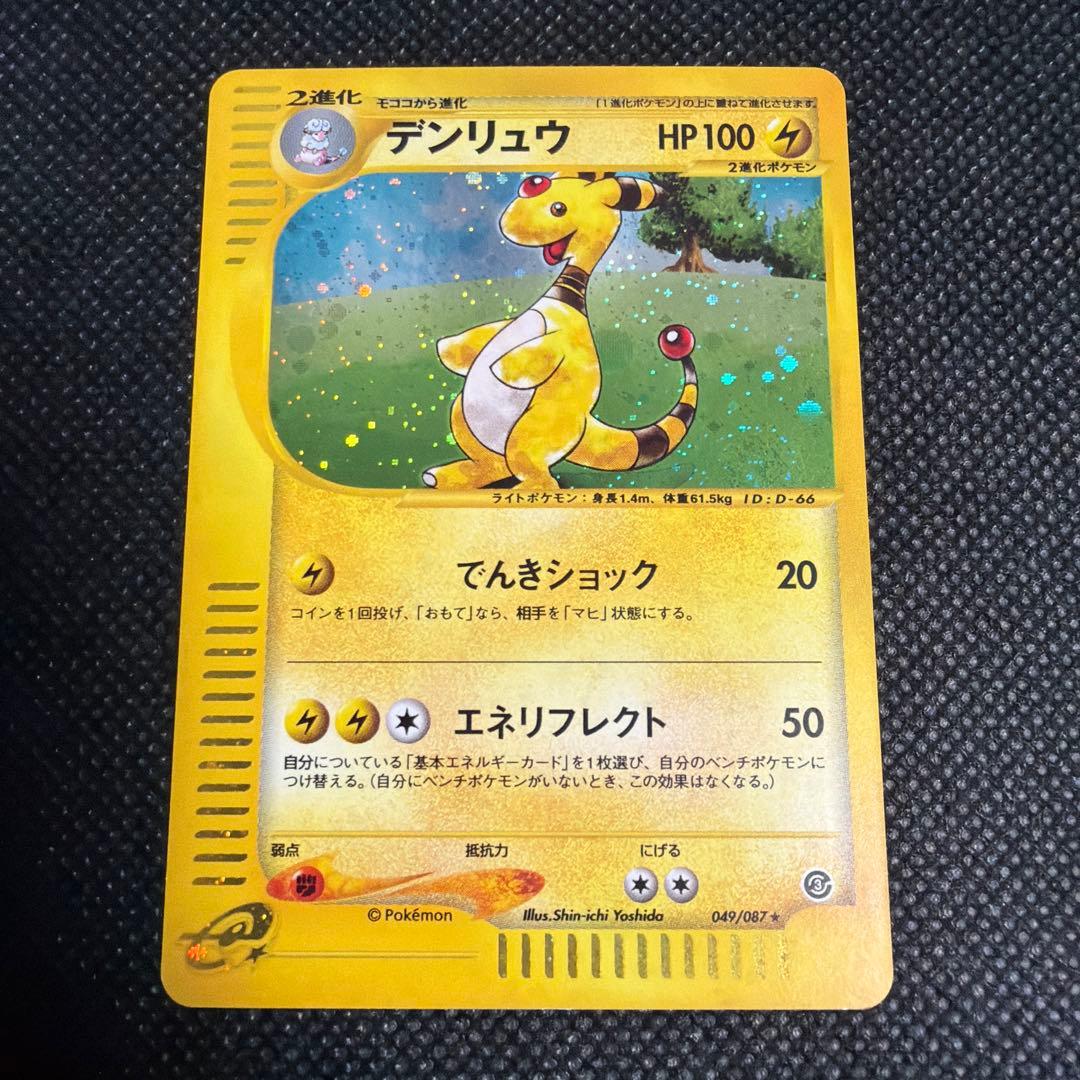 2進化 モココから進化 「1進化ポケモン」の上に重ねて進化させます。
デンリュウ HP100
2進化ポケモン
ライトポケモン：身長1.4m、体重61.5kg ID:D-66
でんきショック 20
コインを1回投げ、「おもて」なら、相手を「マヒ」状態にする。
エネリフレクト 50
自分についている「基本エネルギーカード」を1枚選び、自分のベンチポケモンに
つけ替える。（自分にベンチポケモンがいないとき、この効果はなくなる。）
弱点 抵抗力 にげる
3
© Pokémon Illus.Shin-ichi Yoshida 049/087★